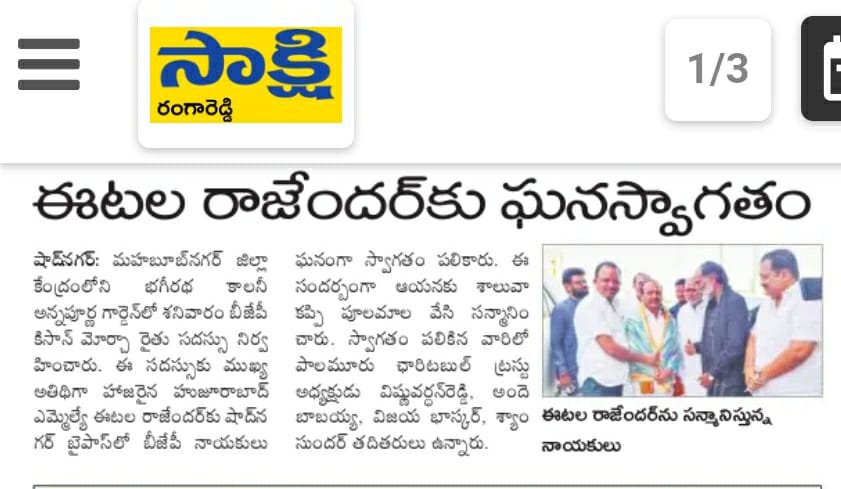 సాక్షి
రంగారెడ్డి
1/3
ఈటల రాజేందర్‌కు ఘనస్వాగతం
షాద్‌నగర్: మహబూబ్‌నగర్ జిల్లా
కేంద్రంలోని భగీరథ కాలనీ
అన్నపూర్ణ గార్డెన్‌లో శనివారం బీజేపీ
కిసాన్ మోర్చా రైతు సదస్సు నిర్వ
హించారు. ఈ సదస్సుకు ముఖ్య
అతిథిగా హాజరైన హుజూరాబాద్
ఎమ్మెల్యే ఈటల రాజేందర్‌కు షాద్‌న
గర్ బైపాస్‌లో బీజేపీ నాయకులు
ఘనంగా స్వాగతం పలికారు. ఈ
సందర్భంగా ఆయనకు శాలువా
కప్పి పూలమాల వేసి సన్మానిం
చారు. స్వాగతం పలికిన వారిలో
పాలమూరు ఛారిటబుల్ ట్రస్టు
అధ్యక్షుడు విష్ణువర్ధన్‌రెడ్డి, అందె
బాబయ్య, విజయ భాస్కర్, శ్యాం
సుందర్ తదితరులు ఉన్నారు.
ఈటల రాజేందర్‌ను సన్మానిస్తున్న
నాయకులు